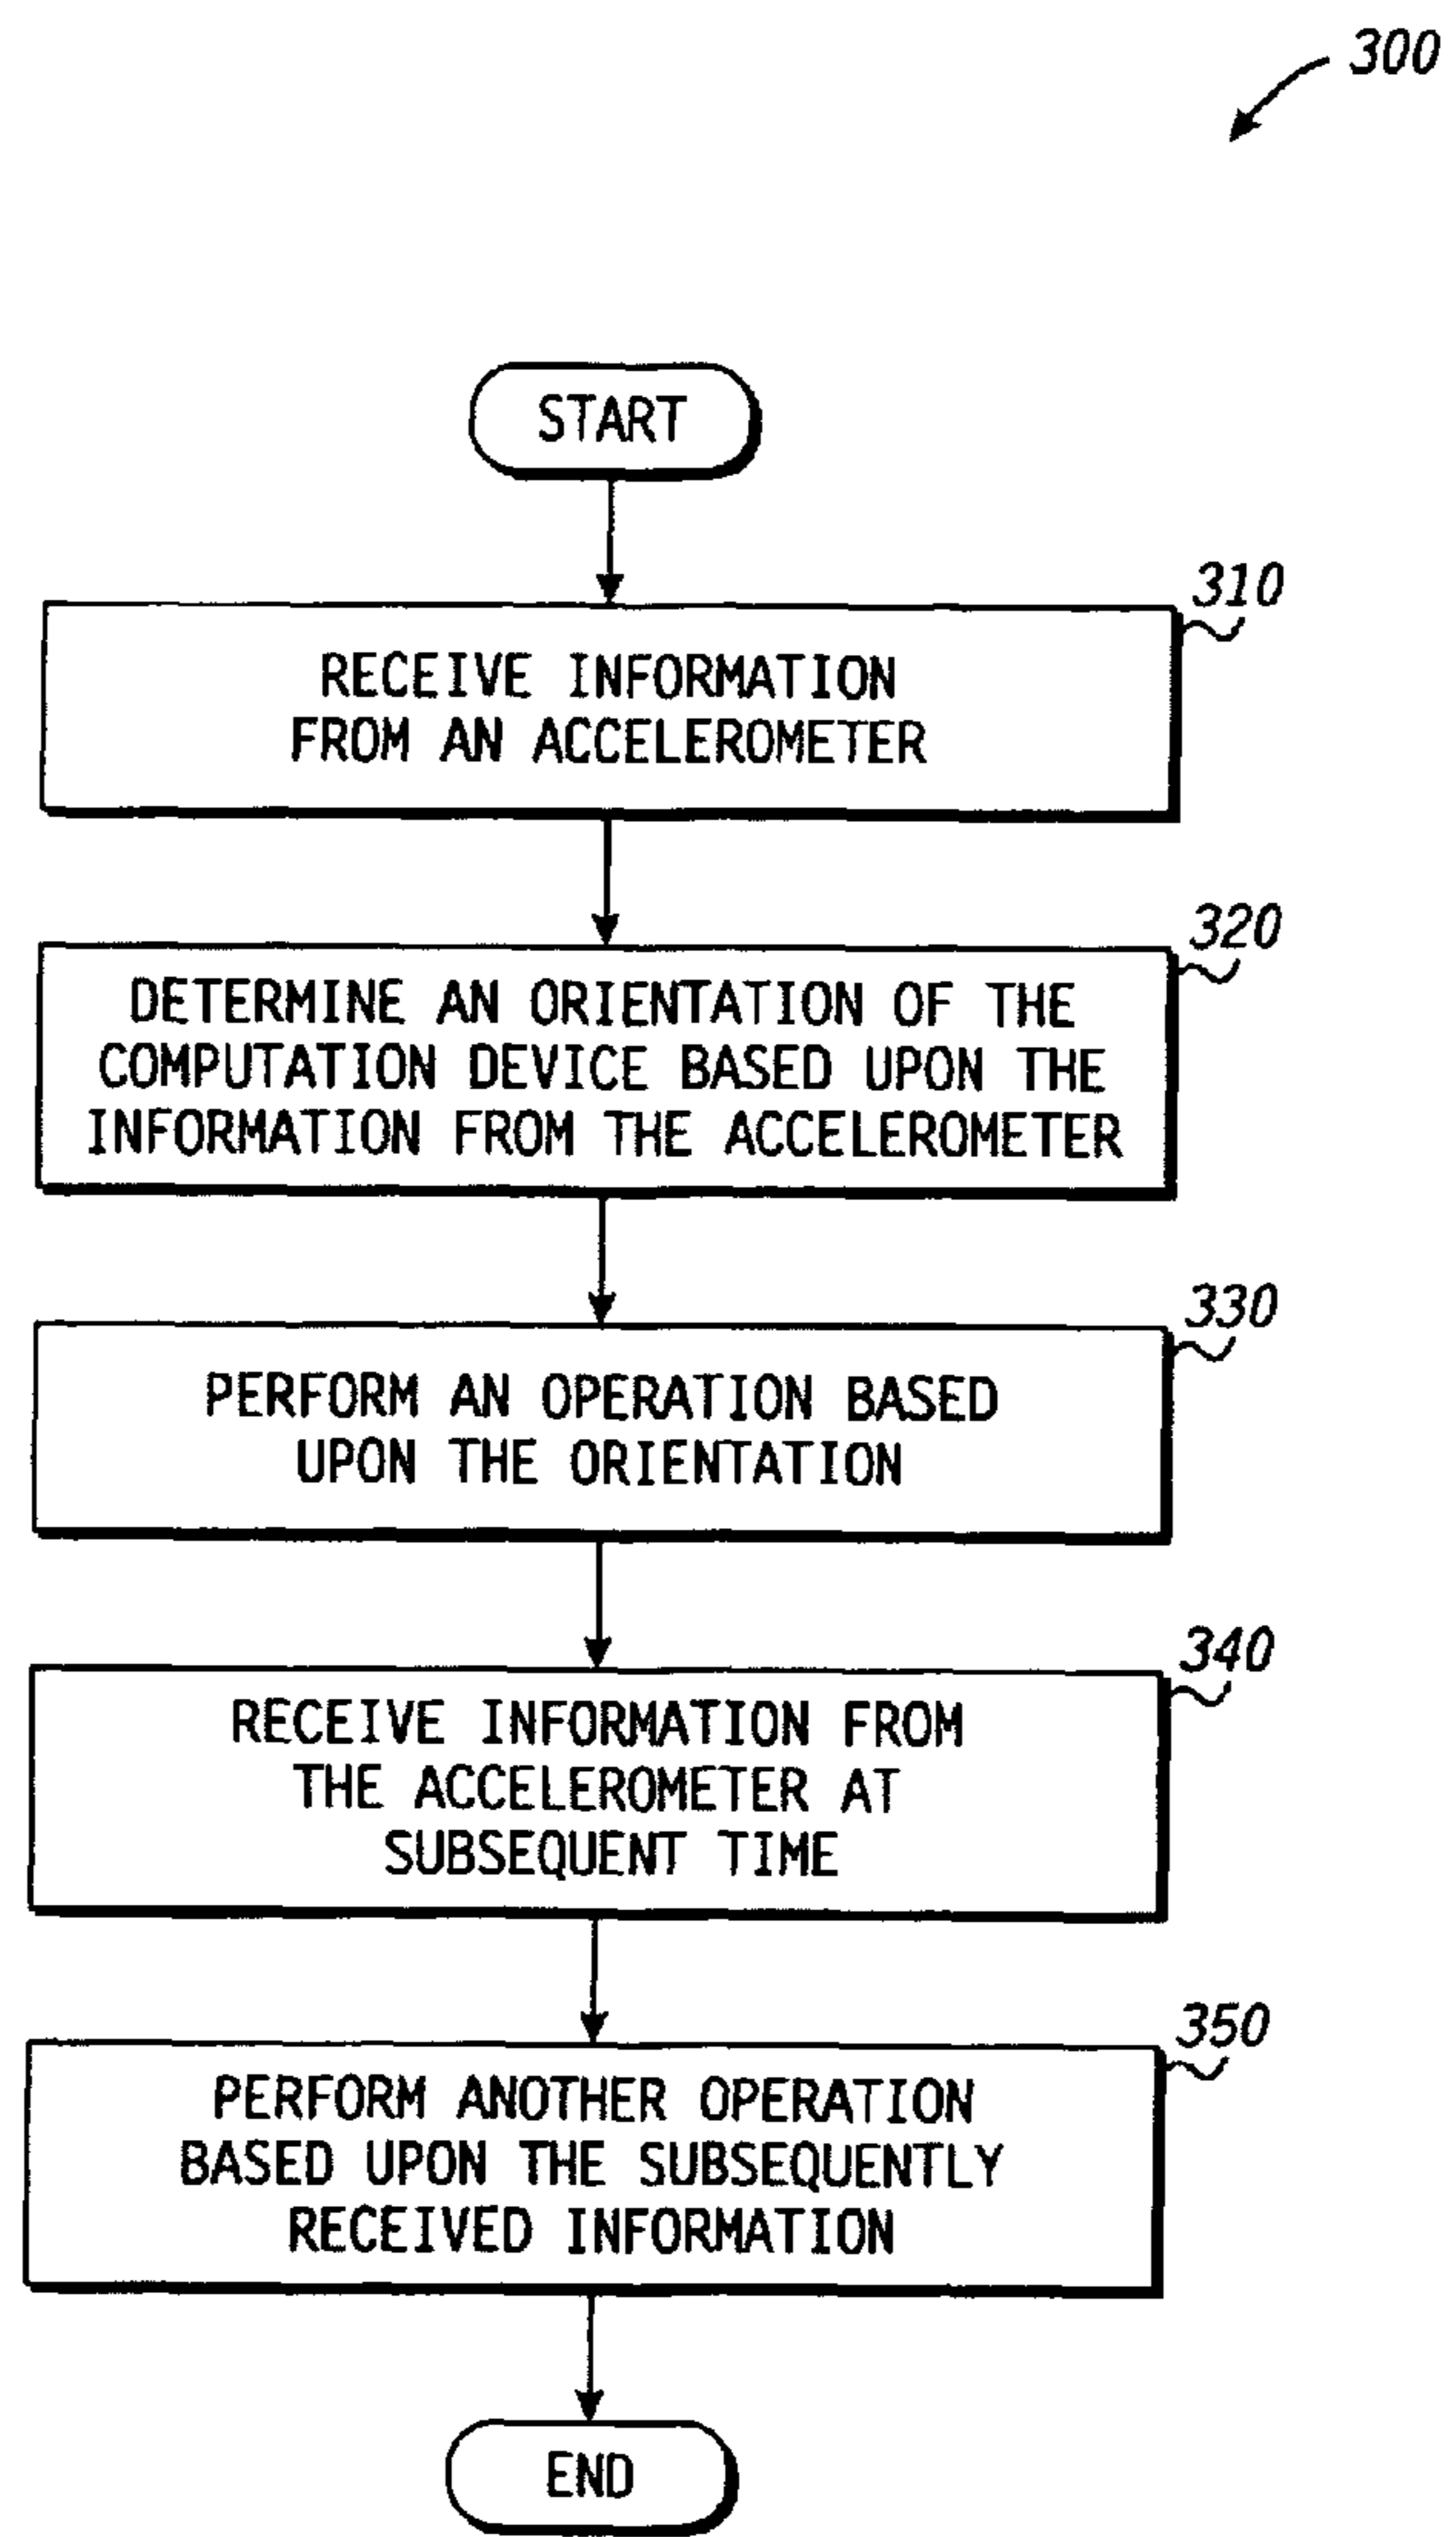 300
START
310
RECEIVE INFORMATION
FROM AN ACCELEROMETER
320
DETERMINE AN ORIENTATION OF THE
COMPUTATION DEVICE BASED UPON THE
INFORMATION FROM THE ACCELEROMETER
330
PERFORM AN OPERATION BASED
UPON THE ORIENTATION
340
RECEIVE INFORMATION FROM
THE ACCELEROMETER AT
SUBSEQUENT TIME
350
PERFORM ANOTHER OPERATION
BASED UPON THE SUBSEQUENTLY
RECEIVED INFORMATION
END